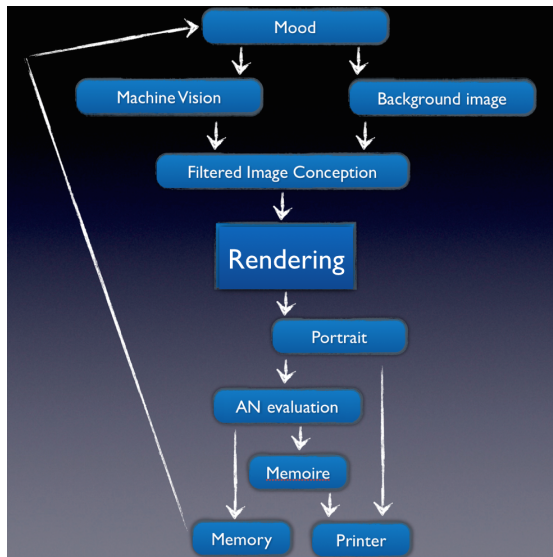 Mood
Machine Vision
Background image
Filtered Image Conception
Rendering
Portrait
AN evaluation
Memoire
Memory
Printer